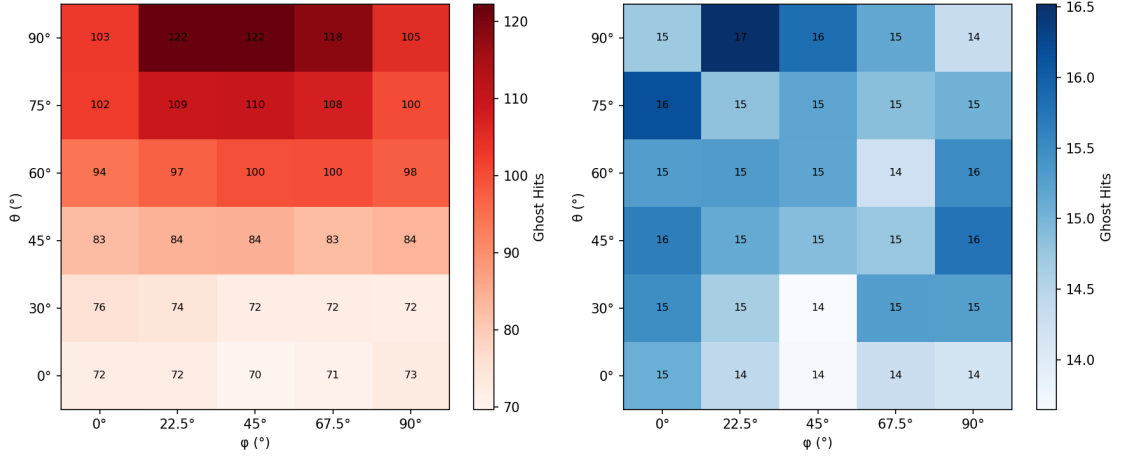 90° 103 122 122 118 105
75° 102 109 110 108 100
60° 94 97 100 100 98
45° 83 84 84 83 84
30° 76 74 72 72 72
0° 72 72 70 71 73
0° 22.5° 45° 67.5° 90°
φ (°)
θ (°)
120
110
100
90
80
70
Ghost Hits
90° 15 17 16 15 14
75° 16 15 15 15 15
60° 15 15 15 14 16
45° 16 15 15 15 16
30° 15 15 14 15 15
0° 15 14 14 14 14
0° 22.5° 45° 67.5° 90°
φ (°)
θ (°)
16.5
16.0
15.5
15.0
14.5
14.0
Ghost Hits